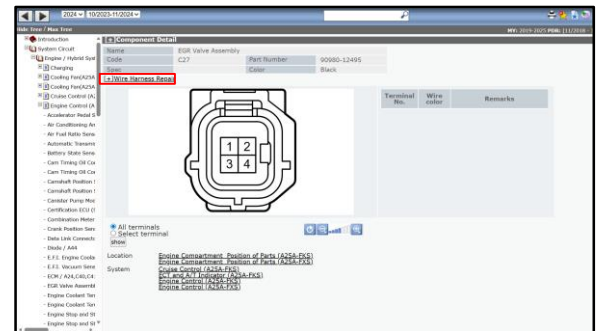 2024 10/2023-11/2024
Hide Tree / Max Tree
MY: 2019-2025 PUB: [11/2018
Introduction
System Circuit
Engine / Hybrid Syst
Charging
Cooling Fan(A25A
Cooling Fan(A25A
Cruise Control (A2
Engine Control (A
- Accelerator Pedal S
- Air Conditioning An
- Air Fuel Ratio Sens
- Automatic Transmi
- Battery State Sens
- Cam Timing Oil Co
- Cam Timing Oil Co
- Camshaft Position S
- Camshaft Position S
- Canister Pump Mod
- Certification ECU (S
- Combination Meter
- Crank Position Sens
- Data Link Connecto
- Diode / A44
- E.F.I. Engine Coola
- E.F.I. Vacuum Sens
- ECM / A24,C40,C4
- EGR Valve Assembl
- Engine Coolant Ten
- Engine Coolant Ten
- Engine Stop and St
- Engine Stop and St
[+]Component Detail
Name EGR Valve Assembly
Code C27 Part Number 90980-12495
Spec Color Black
[+]Wire Harness Repair
1 2
3 4
Terminal No. Wire color Remarks
All terminals
Select terminal
show
Location Engine Compartment Position of Parts (A25A-FKS)
Engine Compartment Position of Parts (A25A-FXS)
System Cruise Control (A25A-FKS)
ECT and A/T Indicator (A25A-FKS)
Engine Control (A25A-FKS)
Engine Control (A25A-FXS)